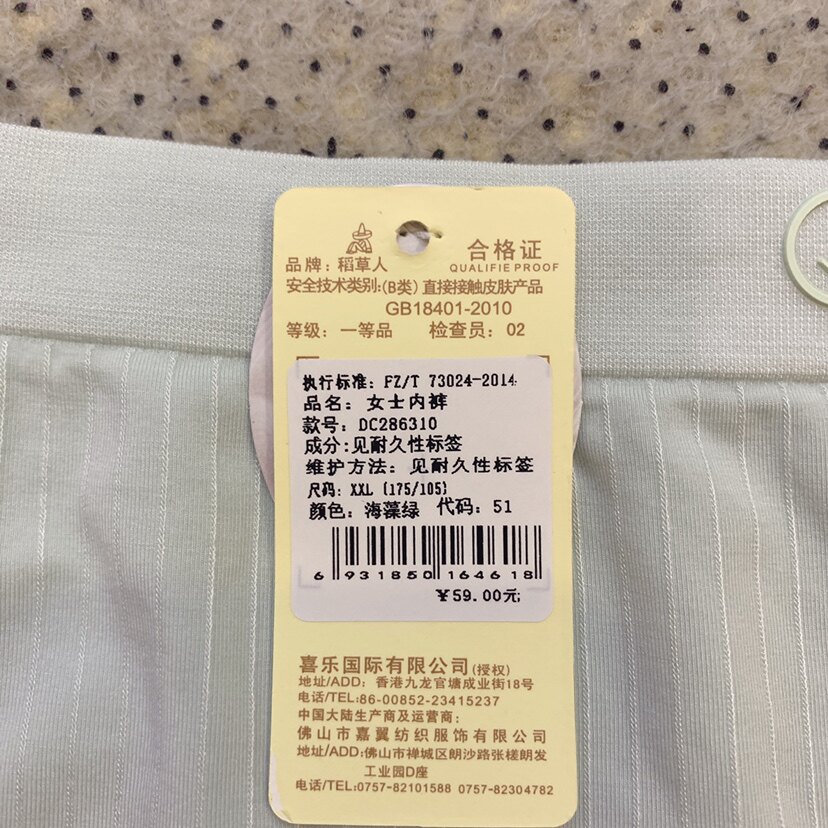 合格证
品牌：稻草人 QUALIFIE PROOF
安全技术类别:(B类) 直接接触皮肤产品
GB18401-2010
等级：一等品 检查员：02
执行标准：FZ/T 73024-2014
品名：女士内裤
款号：DC286310
成分:见耐久性标签
维护方法：见耐久性标签
尺码：XXL (175/105)
颜色：海藻绿 代码：51
6 931850 164618
￥59.00元
喜乐国际有限公司(授权)
地址/ADD：香港九龙官塘成业街18号
电话/TEL:86-00852-23415237
中国大陆生产商及运营商：
佛山市嘉翼纺织服饰有限公司
地址/ADD:佛山市禅城区朗沙路张槎朗发
工业园D座
电话/TEL:0757-82101588 0757-82304782